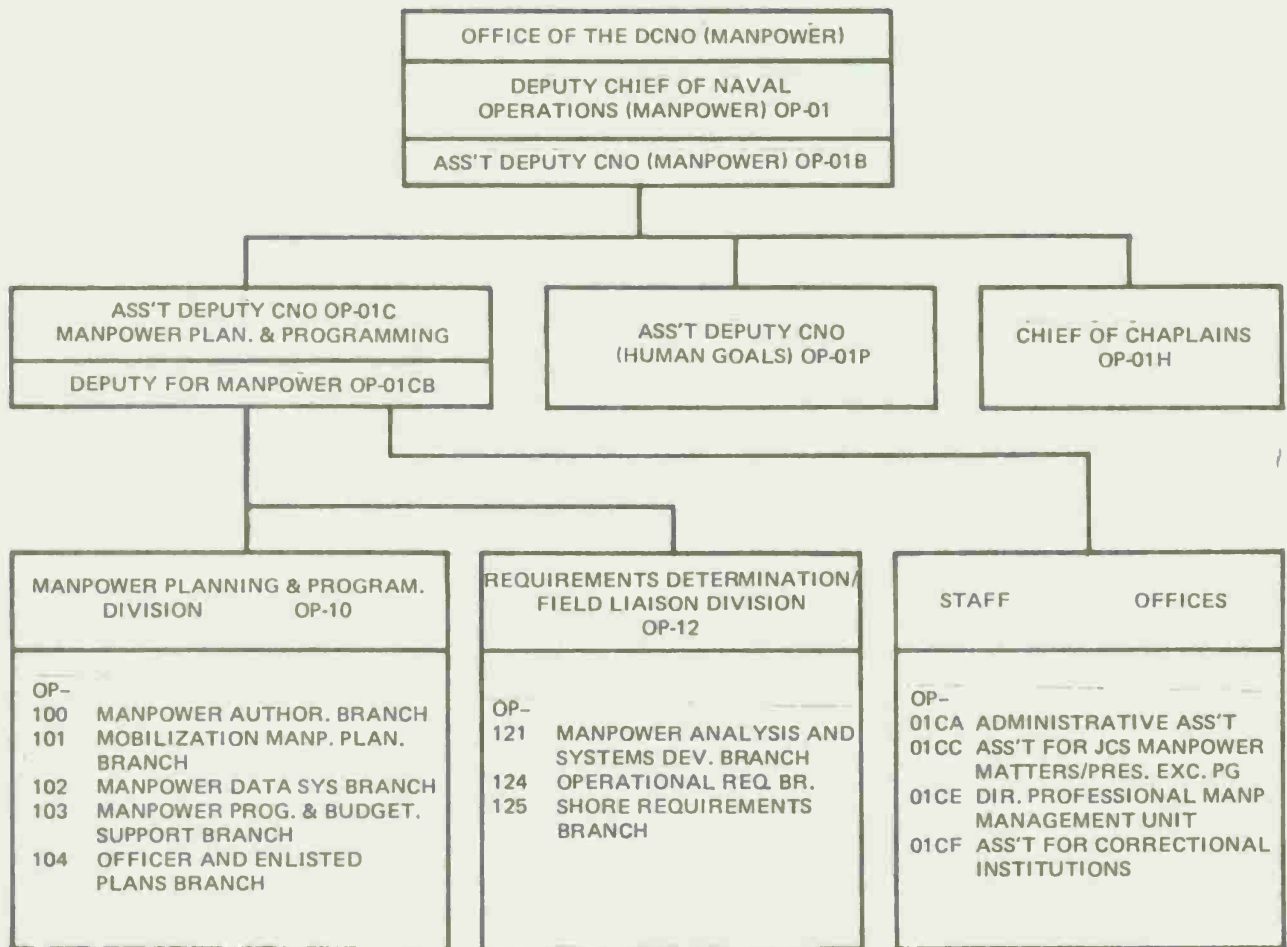 OFFICE OF THE DCNO (MANPOWER)
DEPUTY CHIEF OF NAVAL
OPERATIONS (MANPOWER) OP-01
ASS'T DEPUTY CNO (MANPOWER) OP-01B
ASS'T DEPUTY CNO OP-01C
MANPOWER PLAN. & PROGRAMMING
DEPUTY FOR MANPOWER OP-01CB
ASS'T DEPUTY CNO
(HUMAN GOALS) OP-01P
CHIEF OF CHAPLAINS
OP-01H
MANPOWER PLANNING & PROGRAM.
DIVISION OP-10
OP-
100 MANPOWER AUTHOR. BRANCH
101 MOBILIZATION MANP. PLAN.
BRANCH
102 MANPOWER DATA SYS BRANCH
103 MANPOWER PROG. & BUDGET.
SUPPORT BRANCH
104 OFFICER AND ENLISTED
PLANS BRANCH
REQUIREMENTS DETERMINATION/
FIELD LIAISON DIVISION
OP-12
OP-
121 MANPOWER ANALYSIS AND
SYSTEMS DEV. BRANCH
124 OPERATIONAL REQ. BR.
125 SHORE REQUIREMENTS
BRANCH
STAFF OFFICES
OP-
01CA ADMINISTRATIVE ASS'T
01CC ASS'T FOR JCS MANPOWER
MATTERS/PRES. EXC. PG
01CE DIR. PROFESSIONAL MANP
MANAGEMENT UNIT
01CF ASS'T FOR CORRECTIONAL
INSTITUTIONS